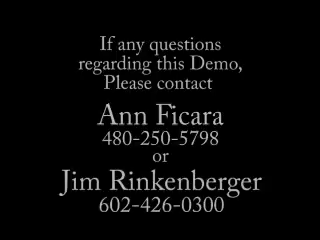 If any questions
regarding this Demo,
Please contact
Ann Ficara
480-250-5798
or
Jim Rinkenberger
602-426-0300